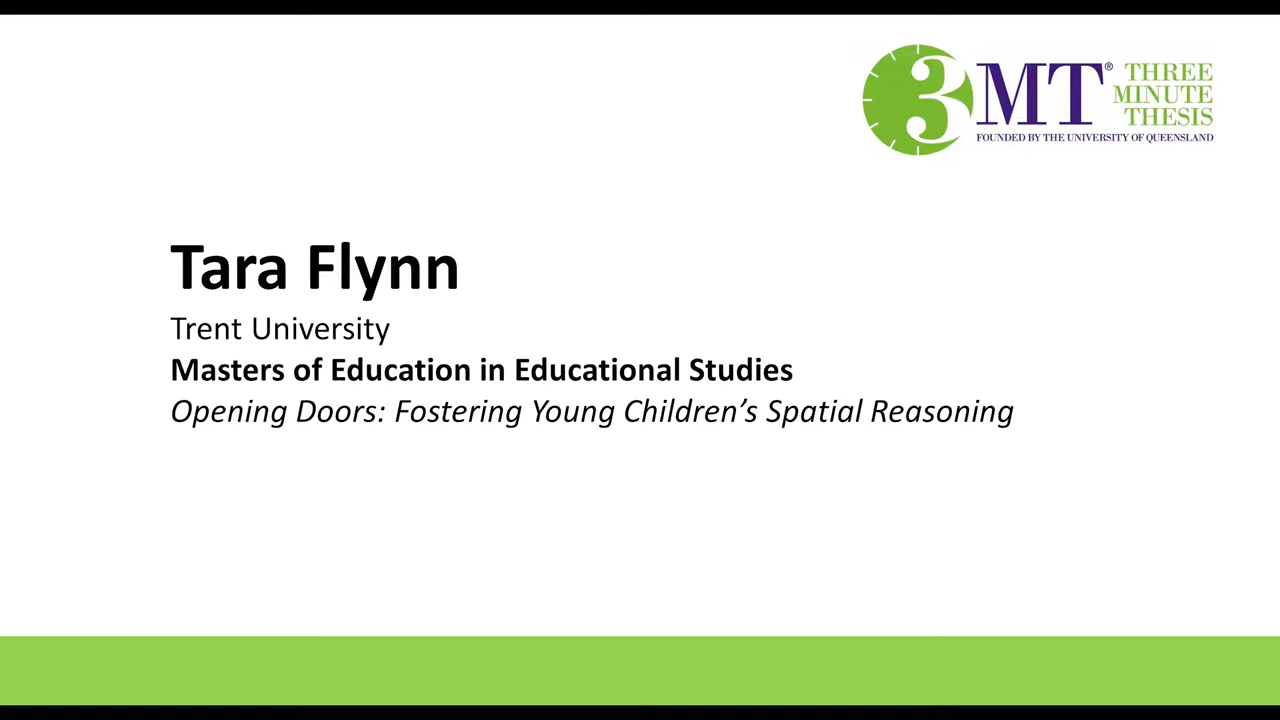 3MT® THREE
MINUTE
THESIS
FOUNDED BY THE UNIVERSITY OF QUEENSLAND
Tara Flynn
Trent University
Masters of Education in Educational Studies
Opening Doors: Fostering Young Children’s Spatial Reasoning